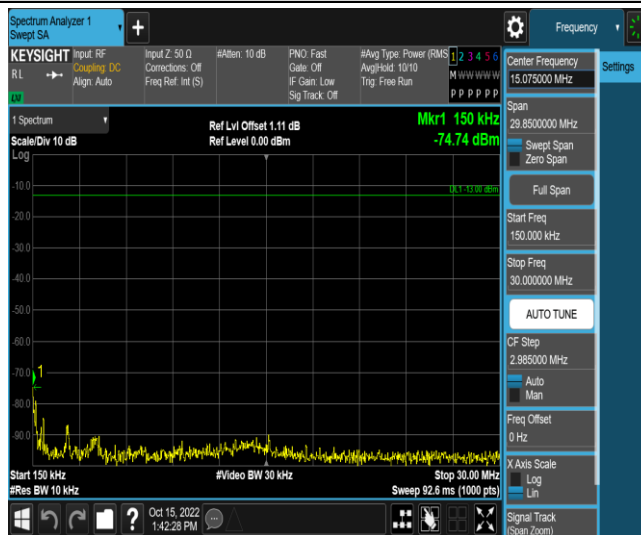 Spectrum Analyzer 1
Swept SA
+
Frequency
KEYSIGHT
RL
LV
Input: RF
Coupling: DC
Align: Auto
Input Z: 50 Ω
Corrections: Off
Freq Ref: Int (S)
#Atten: 10 dB
PNO: Fast
Gate: Off
IF Gain: Low
Sig Track: Off
#Avg Type: Power (RMS
Avg|Hold: 10/10
Trig: Free Run
1 2 3 4 5 6
M W W W W W
P P P P P P
Center Frequency
15.075000 MHz
Settings
Span
29.8500000 MHz
Swept Span
Zero Span
Full Span
Start Freq
150.000 kHz
Stop Freq
30.000000 MHz
AUTO TUNE
CF Step
2.985000 MHz
Auto
Man
Freq Offset
0 Hz
X Axis Scale
Log
Lin
Signal Track
(Span Zoom)
1 Spectrum
Scale/Div 10 dB
Log
Ref Lvl Offset 1.11 dB
Ref Level 0.00 dBm
Mkr1 150 kHz
-74.74 dBm
DL1 -13.00 dBm
-10.0
-20.0
-30.0
-40.0
-50.0
-60.0
-70.0
1
-80.0
-90.0
Start 150 kHz
#Video BW 30 kHz
Stop 30.00 MHz
#Res BW 10 kHz
Sweep 92.6 ms (1000 pts)
?
Oct 15, 2022
1:42:28 PM